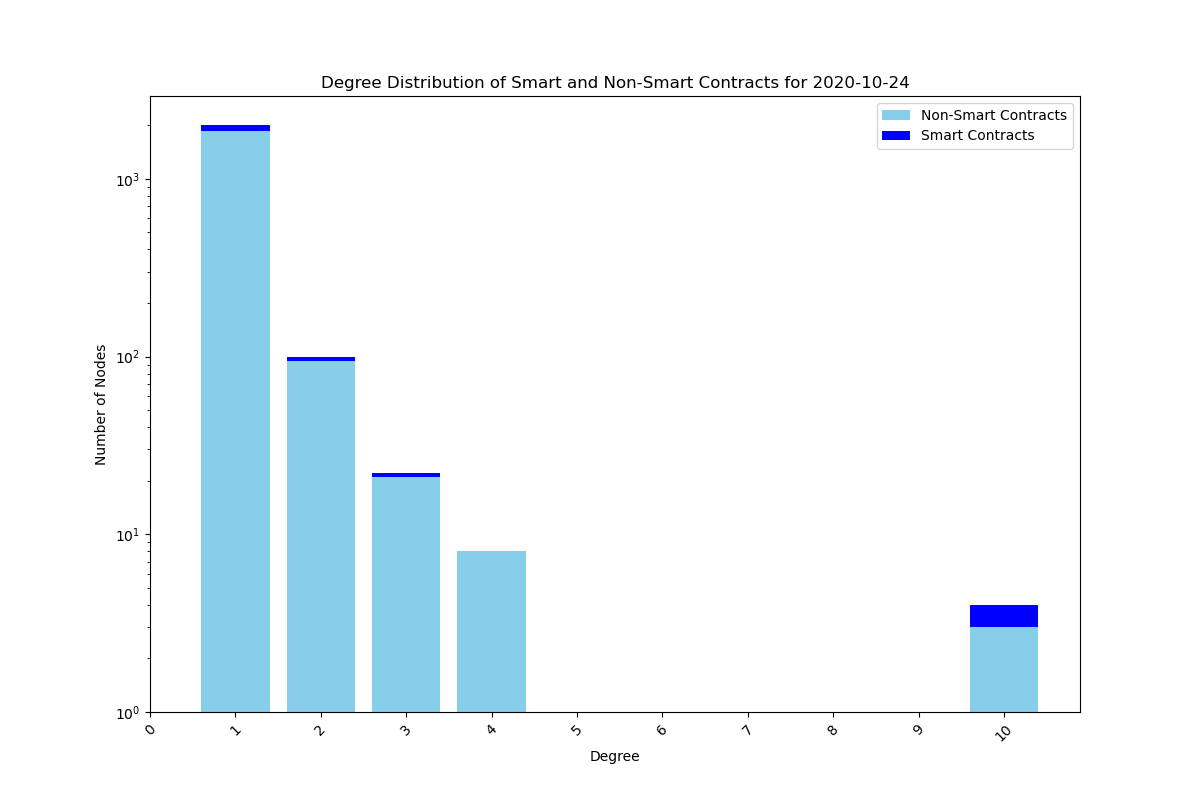 Degree Distribution of Smart and Non-Smart Contracts for 2020-10-24
Non-Smart Contracts
Smart Contracts
Number of Nodes
10³
10²
10¹
10⁰
0 1 2 3 4 5 6 7 8 9 10
Degree